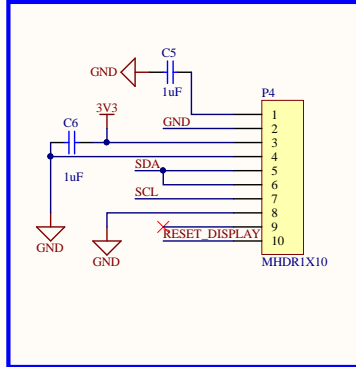 C5
GND
1uF
P4
3V3
C6
GND
1uF
SDA
SCL
RESET_DISPLAY
1
2
3
4
5
6
7
8
9
10
GND
GND
MHDR1X10